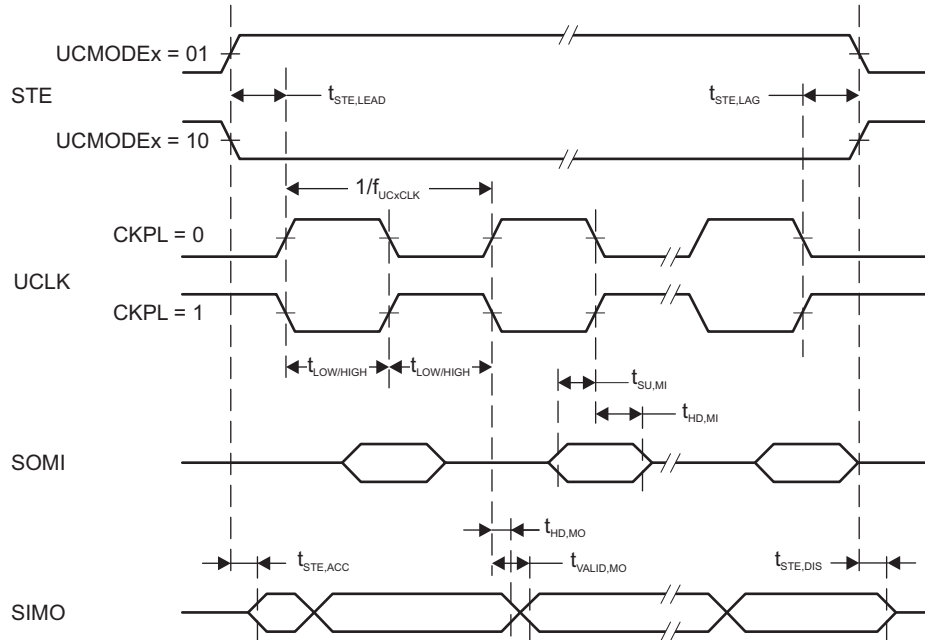 UCMODEx = 01
STE
tSTE,LEAD
tSTE,LAG
UCMODEx = 10
1/fUCxCLK
CKPL = 0
UCLK
CKPL = 1
tLOW/HIGH tLOW/HIGH
tSU,MI
tHD,MI
SOMI
tHD,MO
tSTE,ACC tVALID,MO tSTE,DIS
SIMO